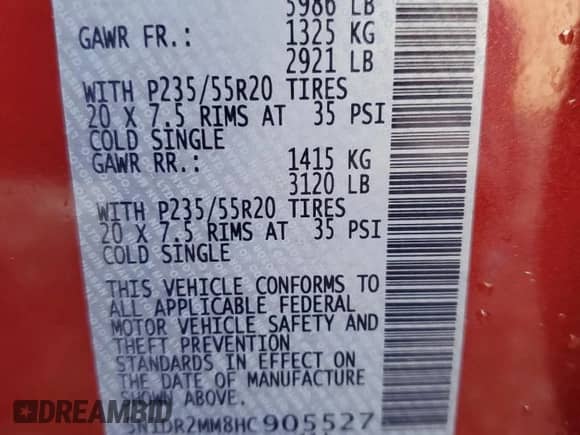 5986 LB
GAWR FR.: 1325 KG
2921 LB
WITH P235/55R20 TIRES
20 X 7.5 RIMS AT 35 PSI
COLD SINGLE
GAWR RR.: 1415 KG
3120 LB
WITH P235/55R20 TIRES
20 X 7.5 RIMS AT 35 PSI
COLD SINGLE
THIS VEHICLE CONFORMS TO
ALL APPLICABLE FEDERAL
MOTOR VEHICLE SAFETY AND
THEFT PREVENTION
STANDARDS IN EFFECT ON
THE DATE OF MANUFACTURE
SHOWN ABOVE.
5N1DR2MM8HC905527
DREAMBID